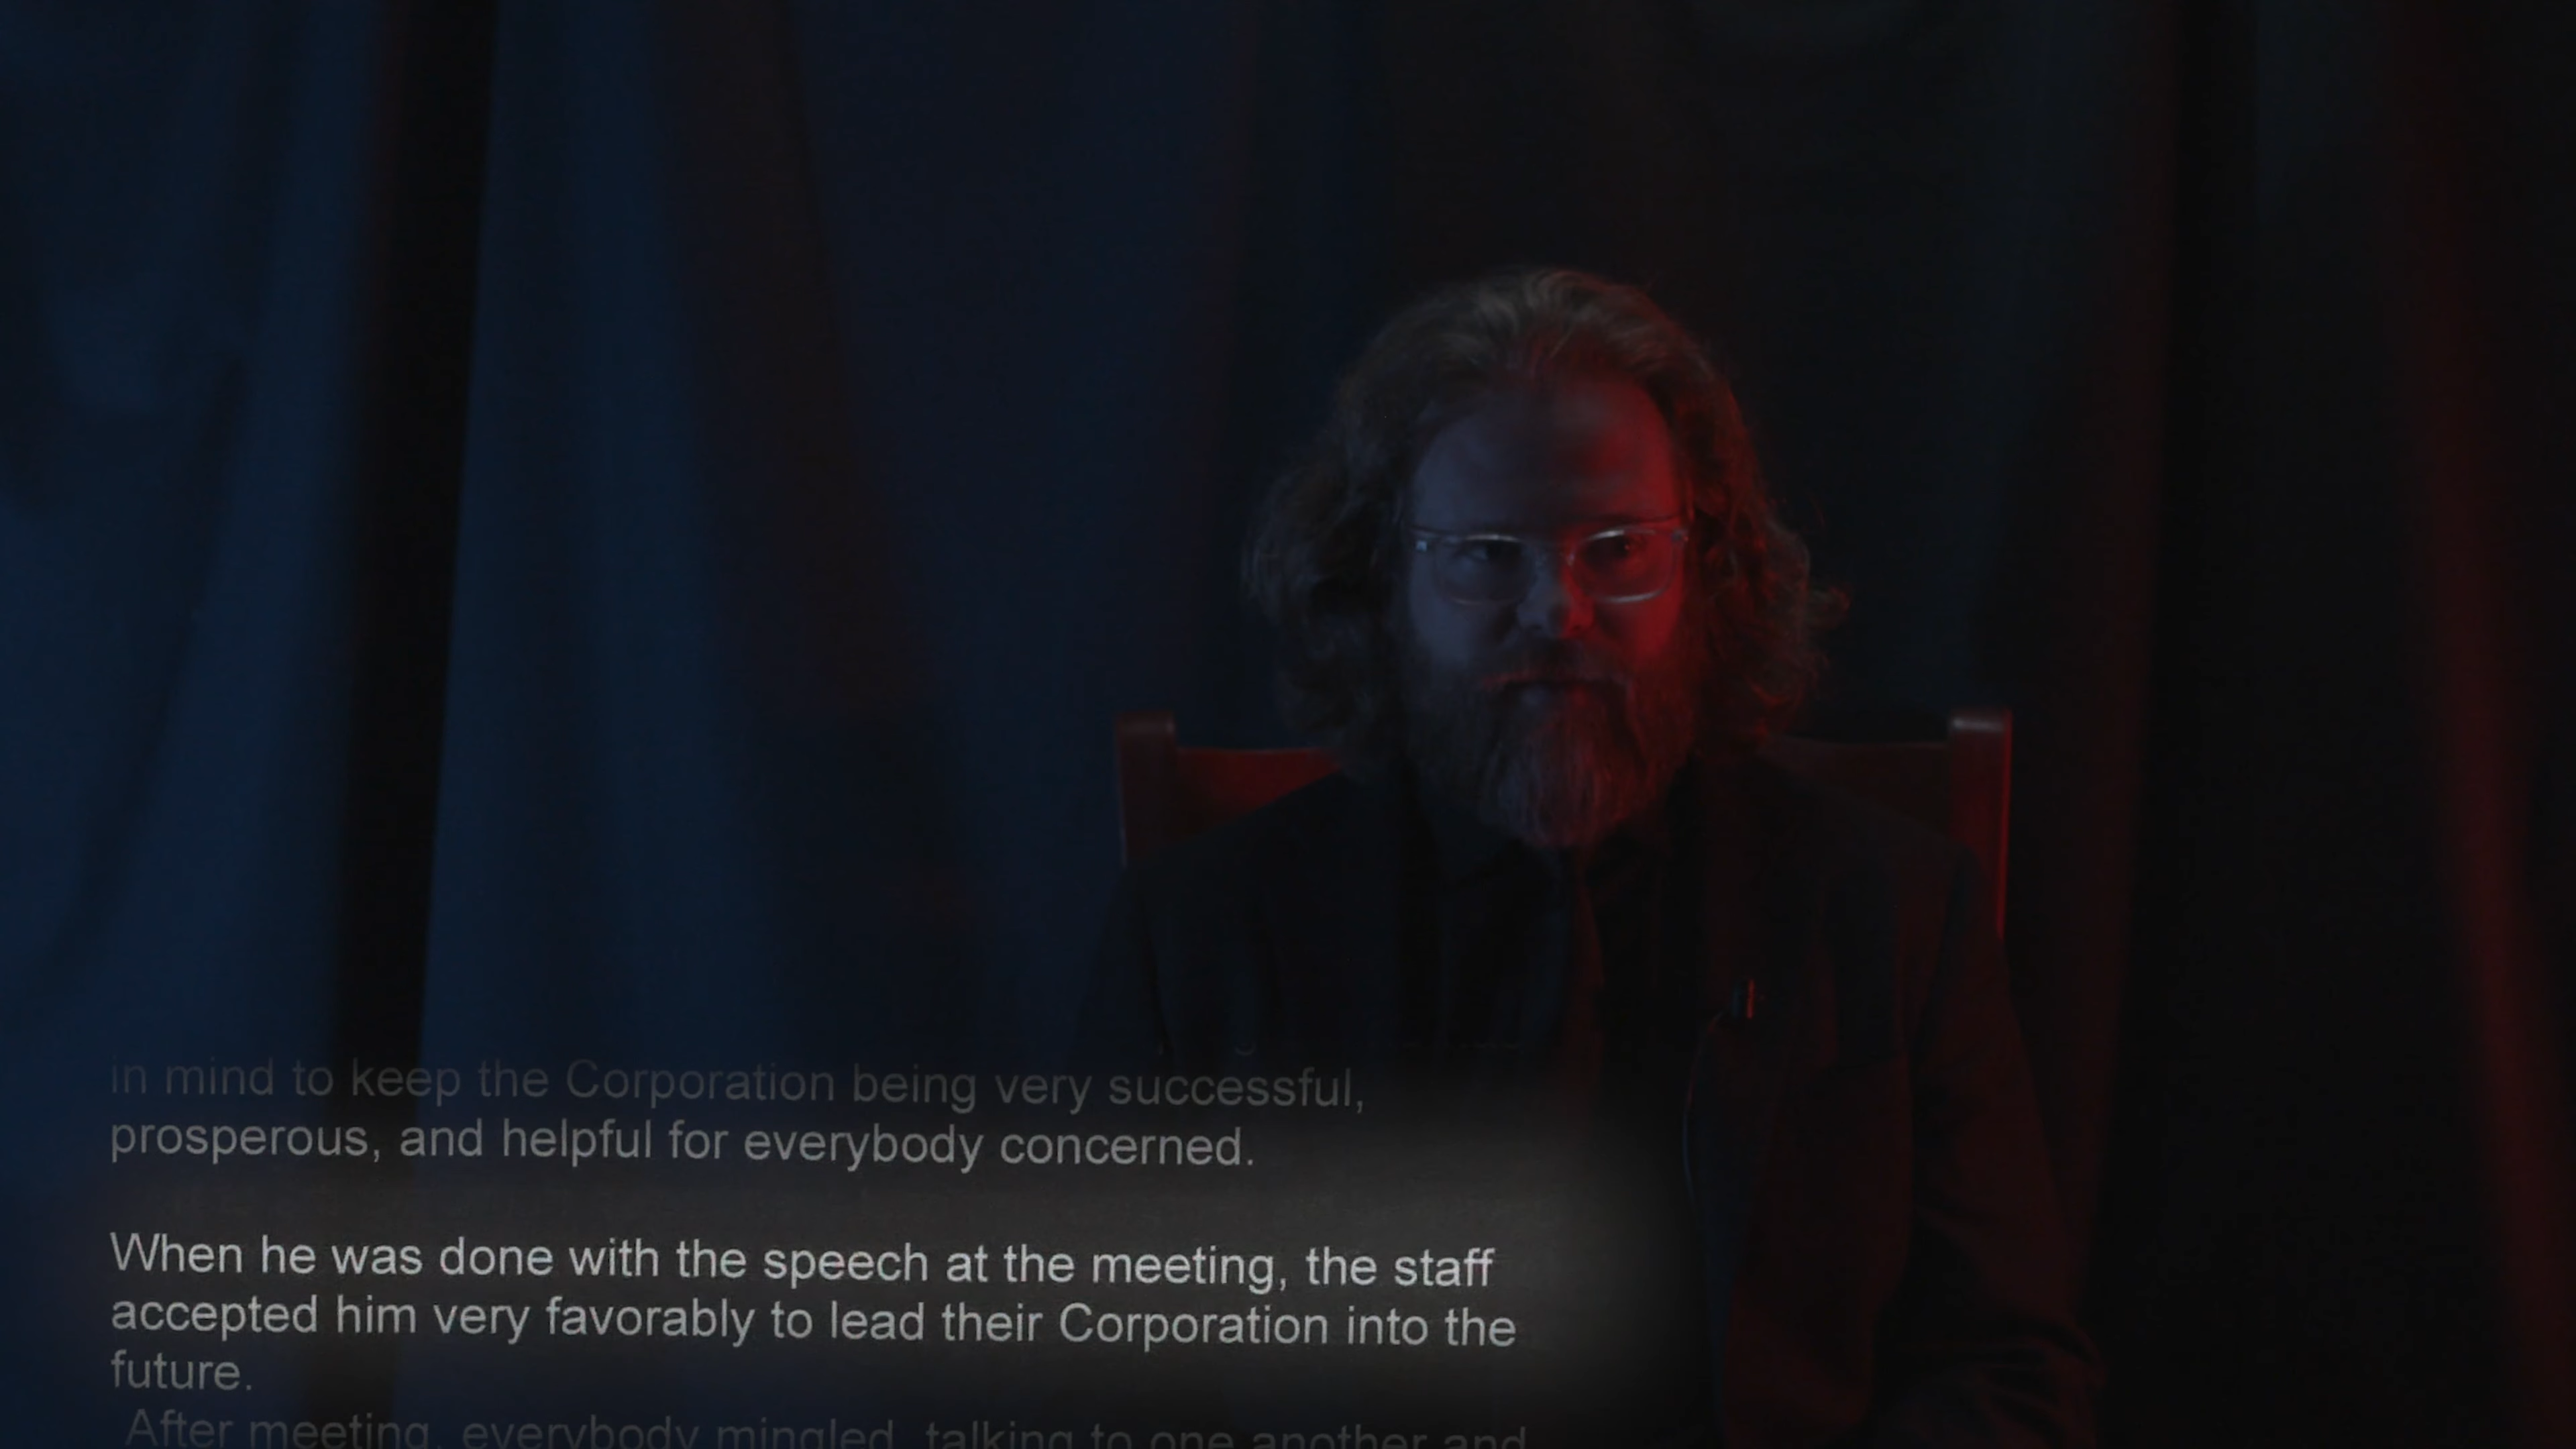 in mind to keep the Corporation being very successful,
prosperous, and helpful for everybody concerned.
When he was done with the speech at the meeting, the staff
accepted him very favorably to lead their Corporation into the
future.
After meeting, everybody mingled, talking to one another and